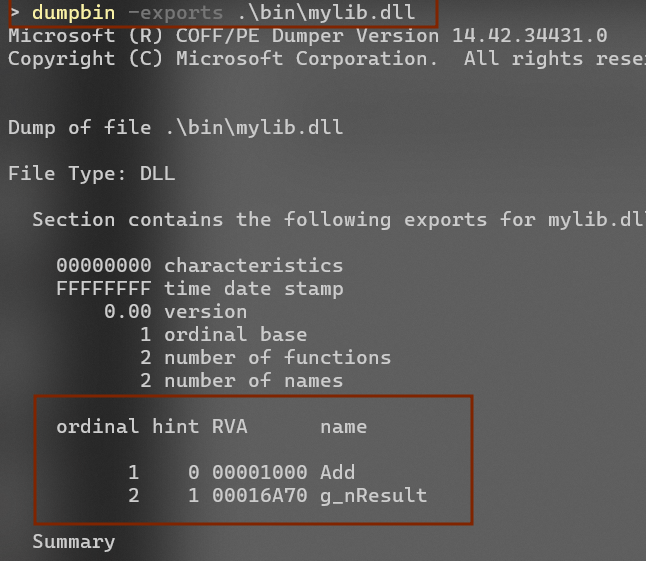 > dumpbin -exports .\bin\mylib.dll
Microsoft (R) COFF/PE Dumper Version 14.42.34431.0
Copyright (C) Microsoft Corporation.  All rights rese
Dump of file .\bin\mylib.dll
File Type: DLL
Section contains the following exports for mylib.dll
00000000 characteristics
FFFFFFFF time date stamp
0.00 version
1 ordinal base
2 number of functions
2 number of names
ordinal hint RVA      name
1    0 00001000 Add
2    1 00016A70 g_nResult
Summary